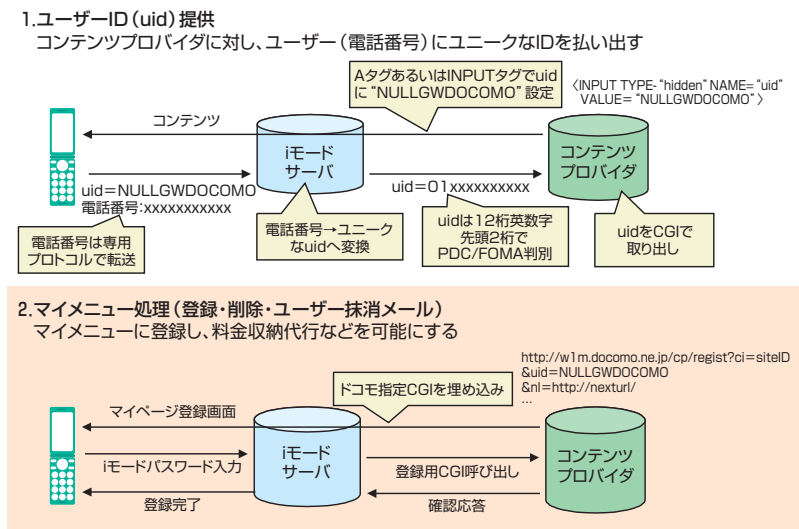 1.ユーザーID(uid)提供
コンテンツプロバイダに対し、ユーザー(電話番号)にユニークなIDを払い出す
AタグあるいはINPUTタグでuid
に"NULLGWDOCOMO"設定
〈INPUT TYPE-"hidden" NAME="uid"
VALUE="NULLGWDOCOMO"〉
コンテンツ
iモード
サーバ
コンテンツ
プロバイダ
uid=NULLGWDOCOMO
電話番号:xxxxxxxxxxx
uid=01xxxxxxxxxx
電話番号は専用
プロトコルで転送
電話番号→ユニーク
なuidへ変換
uidは12桁英数字
先頭2桁で
PDC/FOMA判別
uidをCGIで
取り出し
2.マイメニュー処理(登録・削除・ユーザー抹消メール)
マイメニューに登録し、料金収納代行などを可能にする
http://w1m.docomo.ne.jp/cp/regist?ci=siteID
&uid=NULLGWDOCOMO
&nl=http://nexturl/
…
ドコモ指定CGIを埋め込み
マイページ登録画面
iモード
サーバ
コンテンツ
プロバイダ
iモードパスワード入力
登録用CGI呼び出し
登録完了
確認応答